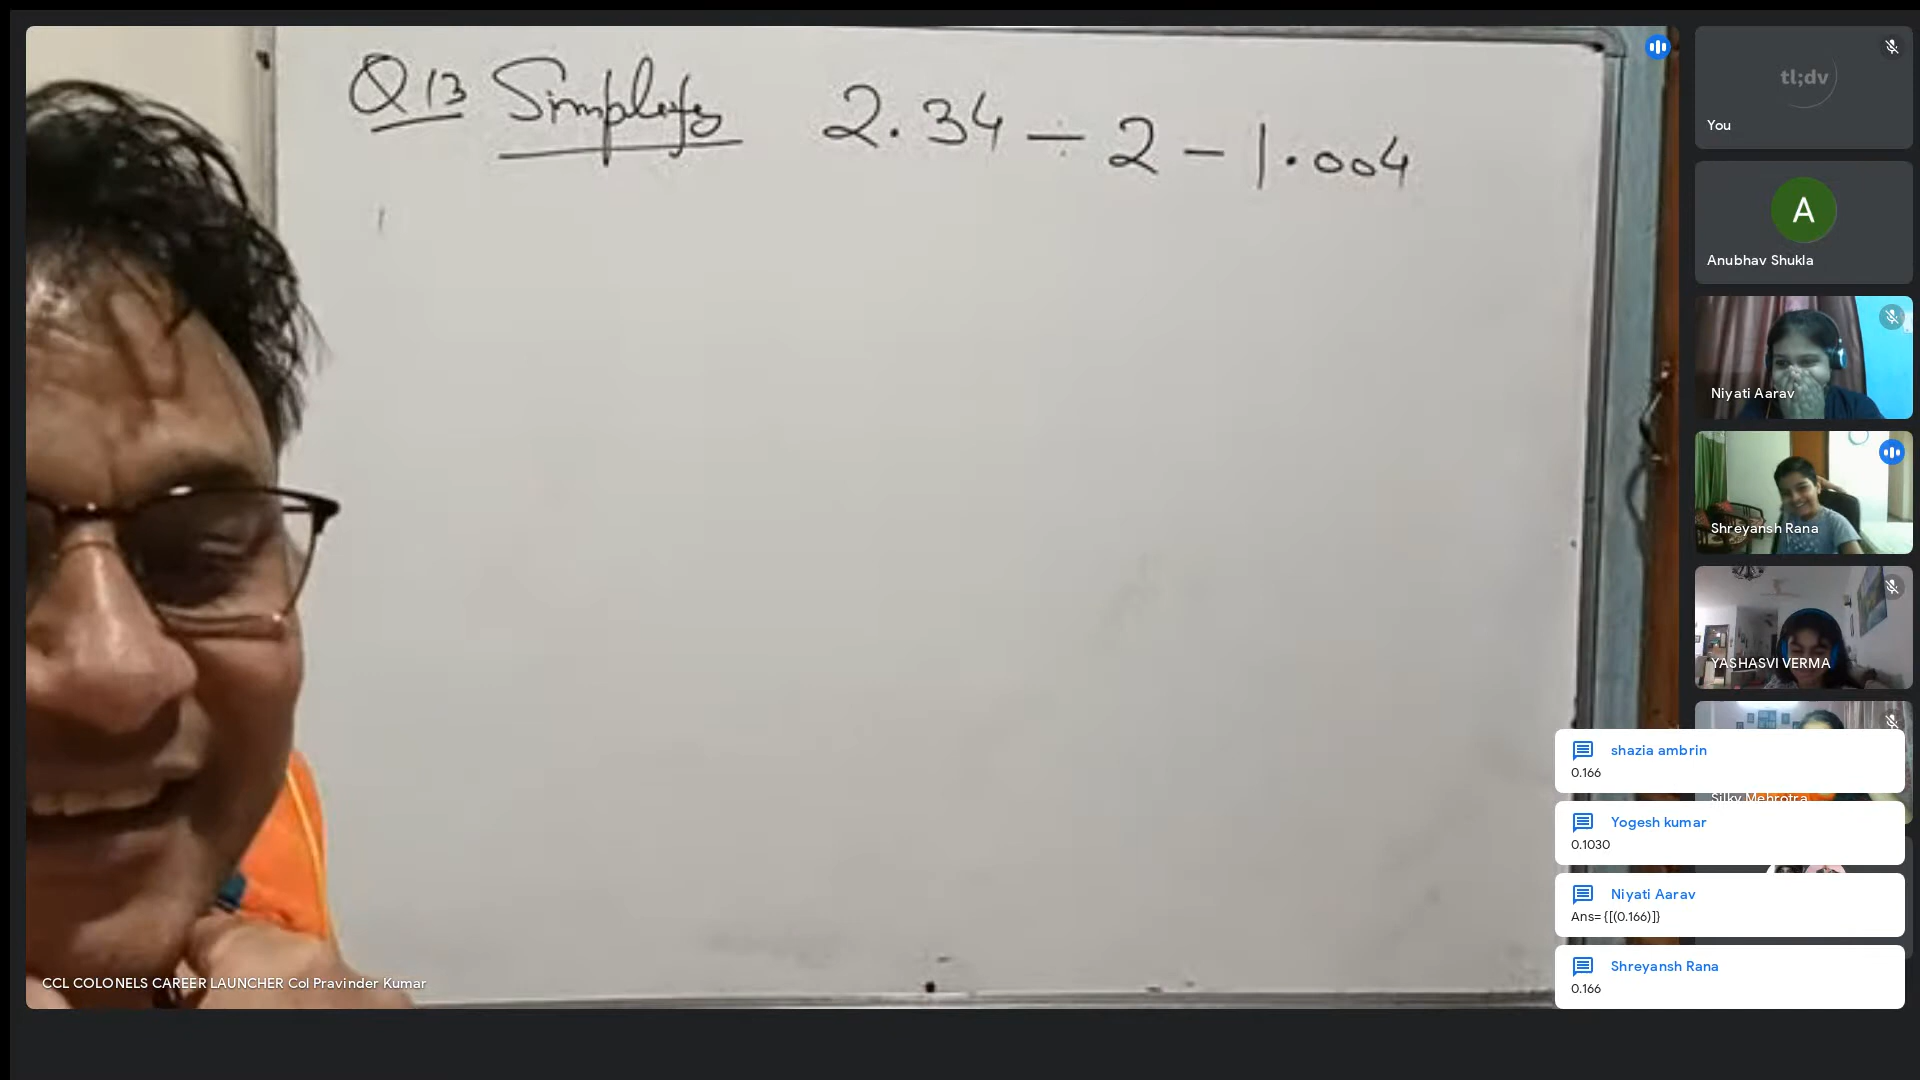 Q13 Simplify 2.34 ÷ 2 - 1.004
tl;dv
You
A
Anubhav Shukla
Niyati Aarav
Shreyansh Rana
YASHASVI VERMA
Silky Mehrotra
shazia ambrin
0.166
Yogesh kumar
0.1030
Niyati Aarav
Ans= {[(0.166)]}
Shreyansh Rana
0.166
CCL COLONELS CAREER LAUNCHER Col Pravinder Kumar